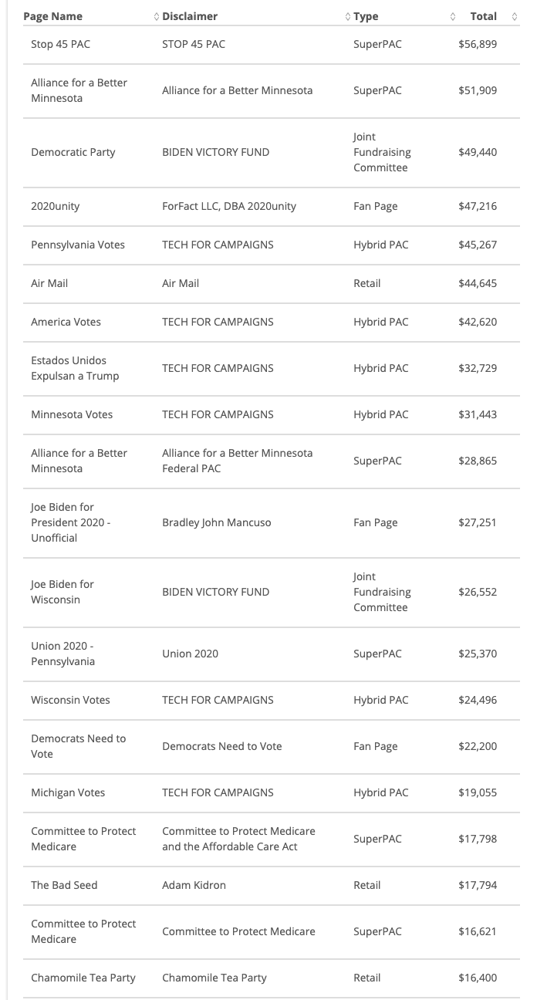 Page Name Disclaimer Type Total
Stop 45 PAC STOP 45 PAC SuperPAC $56,899
Alliance for a Better
Minnesota Alliance for a Better Minnesota SuperPAC $51,909
Democratic Party BIDEN VICTORY FUND Joint
Fundraising
Committee $49,440
2020unity ForFact LLC, DBA 2020unity Fan Page $47,216
Pennsylvania Votes TECH FOR CAMPAIGNS Hybrid PAC $45,267
Air Mail Air Mail Retail $44,645
America Votes TECH FOR CAMPAIGNS Hybrid PAC $42,620
Estados Unidos
Expulsan a Trump TECH FOR CAMPAIGNS Hybrid PAC $32,729
Minnesota Votes TECH FOR CAMPAIGNS Hybrid PAC $31,443
Alliance for a Better
Minnesota Alliance for a Better Minnesota
Federal PAC SuperPAC $28,865
Joe Biden for
President 2020 -
Unofficial Bradley John Mancuso Fan Page $27,251
Joe Biden for
Wisconsin BIDEN VICTORY FUND Joint
Fundraising
Committee $26,552
Union 2020 -
Pennsylvania Union 2020 SuperPAC $25,370
Wisconsin Votes TECH FOR CAMPAIGNS Hybrid PAC $24,496
Democrats Need to
Vote Democrats Need to Vote Fan Page $22,200
Michigan Votes TECH FOR CAMPAIGNS Hybrid PAC $19,055
Committee to Protect
Medicare Committee to Protect Medicare
and the Affordable Care Act SuperPAC $17,798
The Bad Seed Adam Kidron Retail $17,794
Committee to Protect
Medicare Committee to Protect Medicare SuperPAC $16,621
Chamomile Tea Party Chamomile Tea Party Retail $16,400